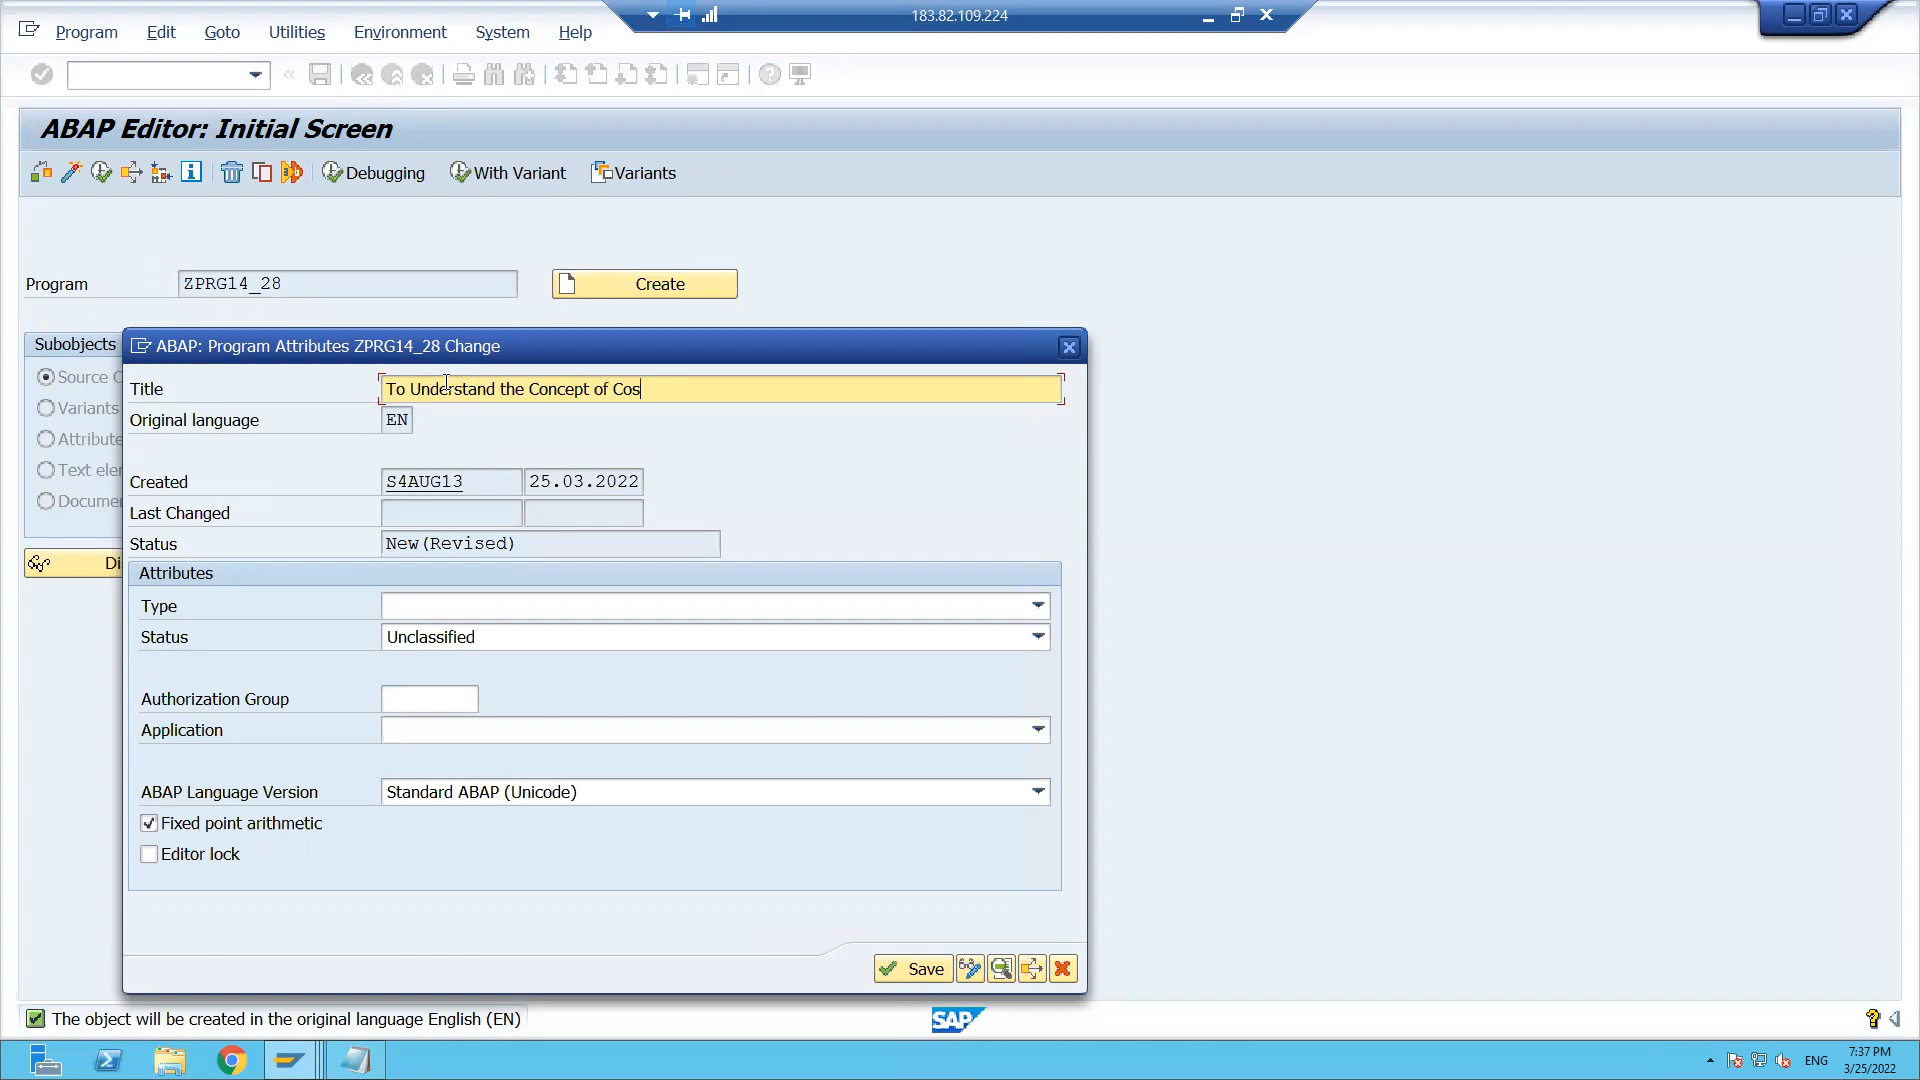 183.82.109.224
Program Edit Goto Utilities Environment System Help
ABAP Editor: Initial Screen
Debugging With Variant Variants
Program ZPRG14_28 Create
Subobjects
Source C
Variants
Attribute
Text eler
Documer
Di
ABAP: Program Attributes ZPRG14_28 Change
Title To Understand the Concept of Cos
Original language EN
Created S4AUG13 25.03.2022
Last Changed
Status New(Revised)
Attributes
Type
Status Unclassified
Authorization Group
Application
ABAP Language Version Standard ABAP (Unicode)
Fixed point arithmetic
Editor lock
Save
The object will be created in the original language English (EN)
SAP
ENG
7:37 PM
3/25/2022